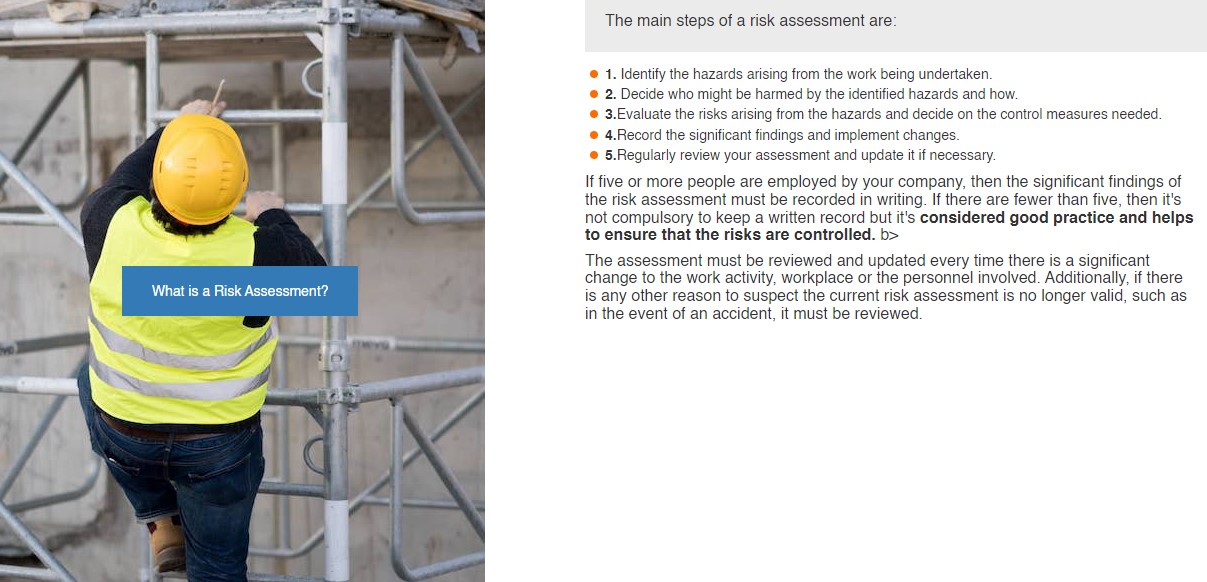 The main steps of a risk assessment are:
1. Identify the hazards arising from the work being undertaken.
2. Decide who might be harmed by the identified hazards and how.
3.Evaluate the risks arising from the hazards and decide on the control measures needed.
4.Record the significant findings and implement changes.
5.Regularly review your assessment and update it if necessary.
If five or more people are employed by your company, then the significant findings of
the risk assessment must be recorded in writing. If there are fewer than five, then it's
not compulsory to keep a written record but it's considered good practice and helps
to ensure that the risks are controlled. b>
The assessment must be reviewed and updated every time there is a significant
change to the work activity, workplace or the personnel involved. Additionally, if there
is any other reason to suspect the current risk assessment is no longer valid, such as
in the event of an accident, it must be reviewed.
What is a Risk Assessment?